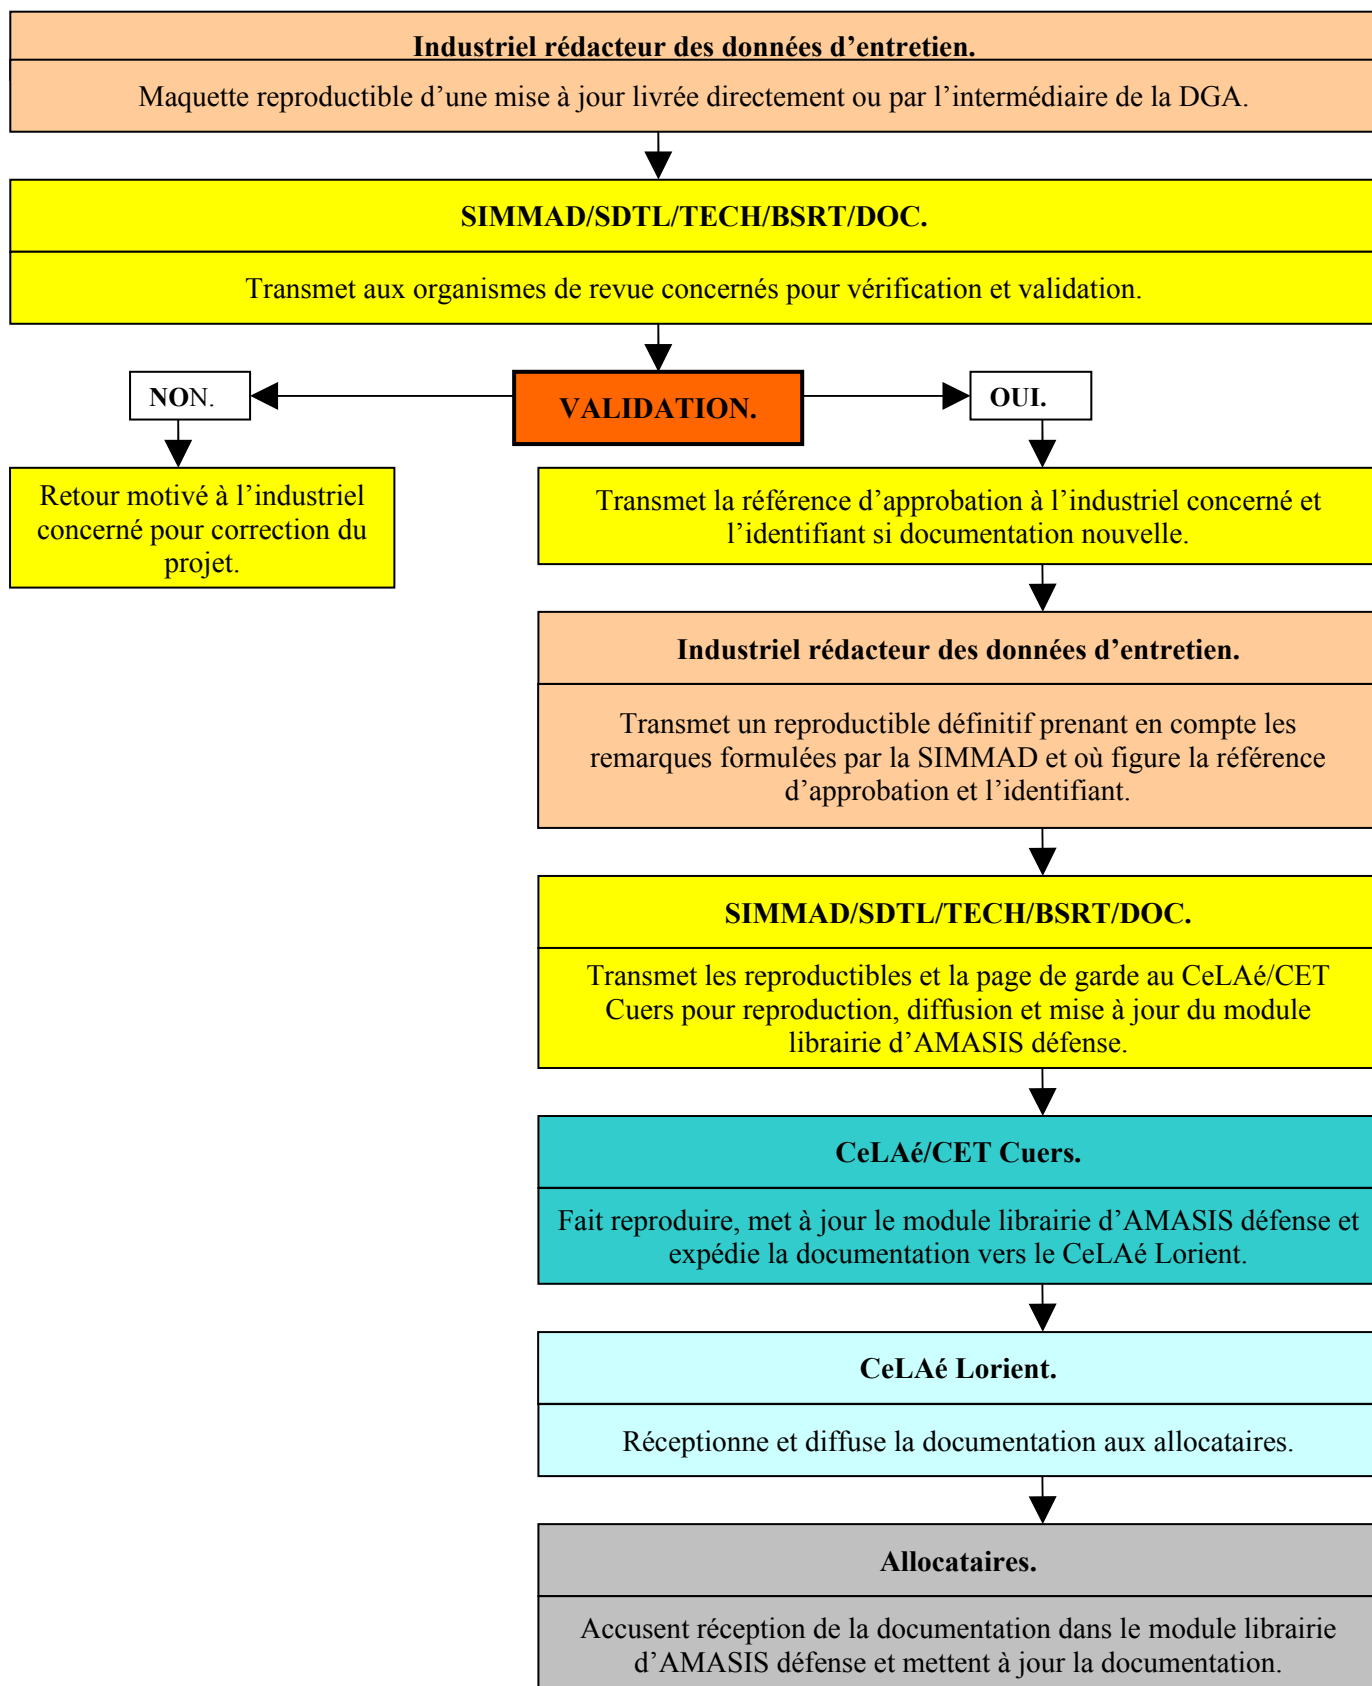 Industriel rédacteur des données d’entretien.
Maquette reproductible d’une mise à jour livrée directement ou par l’intermédiaire de la DGA.
SIMMAD/SDTL/TECH/BSRT/DOC.
Transmet aux organismes de revue concernés pour vérification et validation.
NON.
VALIDATION.
OUI.
Retour motivé à l’industriel
concerné pour correction du
projet.
Transmet la référence d’approbation à l’industriel concerné et
l’identifiant si documentation nouvelle.
Industriel rédacteur des données d’entretien.
Transmet un reproductible définitif prenant en compte les
remarques formulées par la SIMMAD et où figure la référence
d’approbation et l’identifiant.
SIMMAD/SDTL/TECH/BSRT/DOC.
Transmet les reproductibles et la page de garde au CeLAé/CET
Cuers pour reproduction, diffusion et mise à jour du module
librairie d’AMASIS défense.
CeLAé/CET Cuers.
Fait reproduire, met à jour le module librairie d’AMASIS défense et
expédie la documentation vers le CeLAé Lorient.
CeLAé Lorient.
Réceptionne et diffuse la documentation aux allocataires.
Allocataires.
Accusent réception de la documentation dans le module librairie
d’AMASIS défense et mettent à jour la documentation.